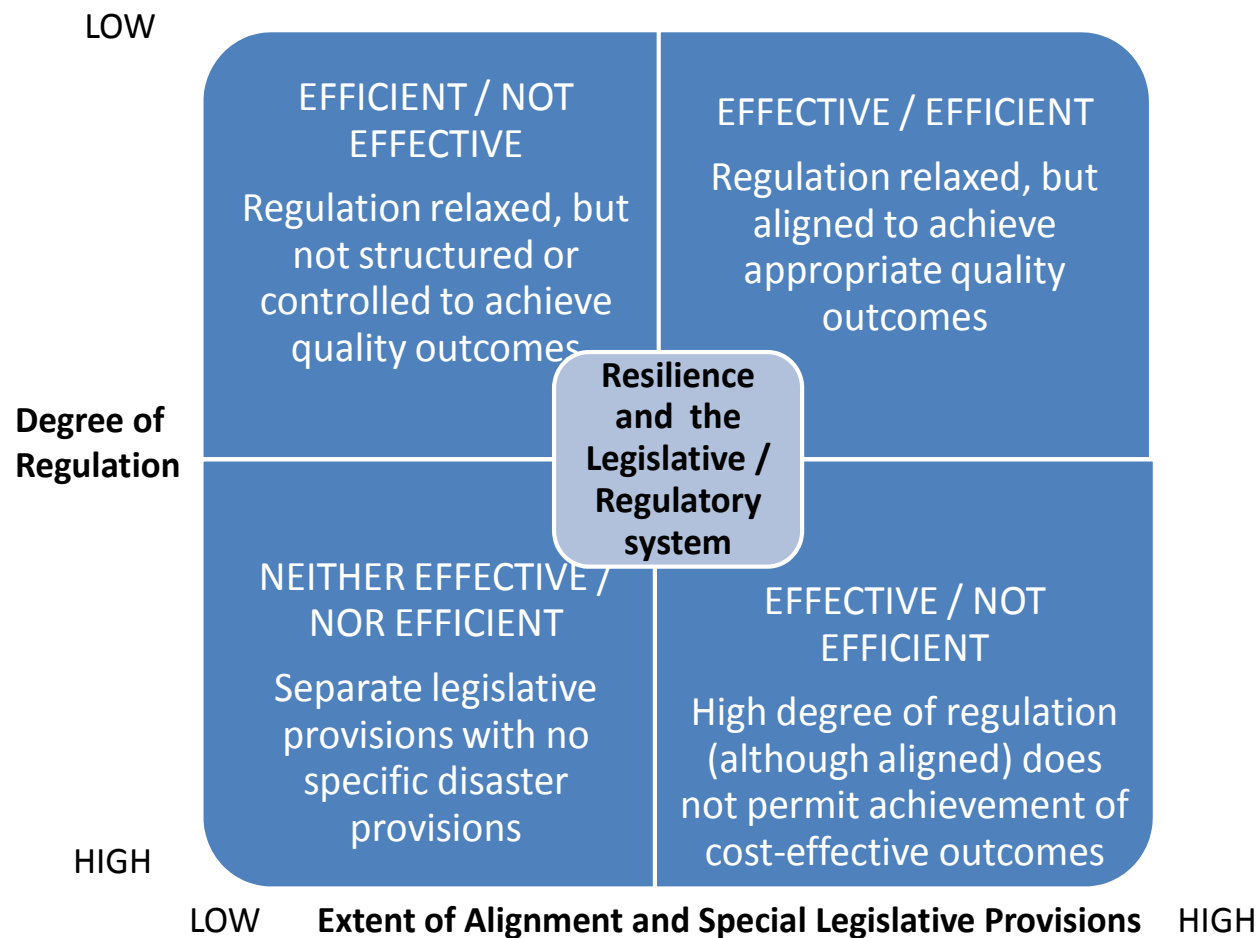 LOW
EFFICIENT / NOT
EFFECTIVE
Regulation relaxed, but
not structured or
controlled to achieve
quality outcomes
EFFECTIVE / EFFICIENT
Regulation relaxed, but
aligned to achieve
appropriate quality
outcomes
Resilience
and the
Legislative /
Regulatory
system
Degree of
Regulation
NEITHER EFFECTIVE /
NOR EFFICIENT
Separate legislative
provisions with no
specific disaster
provisions
EFFECTIVE / NOT
EFFICIENT
High degree of regulation
(although aligned) does
not permit achievement of
cost-effective outcomes
HIGH
LOW Extent of Alignment and Special Legislative Provisions HIGH